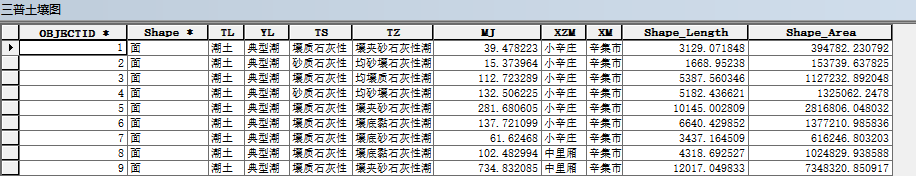 三普土壤图
OBJECTID * Shape * TL YL TS TZ MJ XZM XM Shape_Length Shape_Area
1 面 潮土 典型潮 壤质石灰性 壤夹砂石灰性潮 39.478223 小辛庄 辛集市 3129.071848 394782.230792
2 面 潮土 典型潮 砂质石灰性 均砂壤石灰性潮 15.373964 小辛庄 辛集市 1668.95238 153739.637825
3 面 潮土 典型潮 壤质石灰性 均壤质石灰性潮 112.723289 小辛庄 辛集市 5387.560346 1127232.892048
4 面 潮土 典型潮 砂质石灰性 均砂壤石灰性潮 132.506225 小辛庄 辛集市 5182.436621 1325062.2478
5 面 潮土 典型潮 壤质石灰性 壤夹砂石灰性潮 281.680605 小辛庄 辛集市 10145.002809 2816806.048032
6 面 潮土 典型潮 壤质石灰性 壤底黏石灰性潮 137.721099 小辛庄 辛集市 6640.429852 1377210.985836
7 面 潮土 典型潮 壤质石灰性 壤底砂石灰性潮 61.62468 小辛庄 辛集市 3437.164509 616246.803203
8 面 潮土 典型潮 壤质石灰性 壤底黏石灰性潮 102.482994 中里厢 辛集市 4318.692527 1024829.938588
9 面 潮土 典型潮 壤质石灰性 壤夹砂石灰性潮 734.832085 中里厢 辛集市 12017.049833 7348320.850917